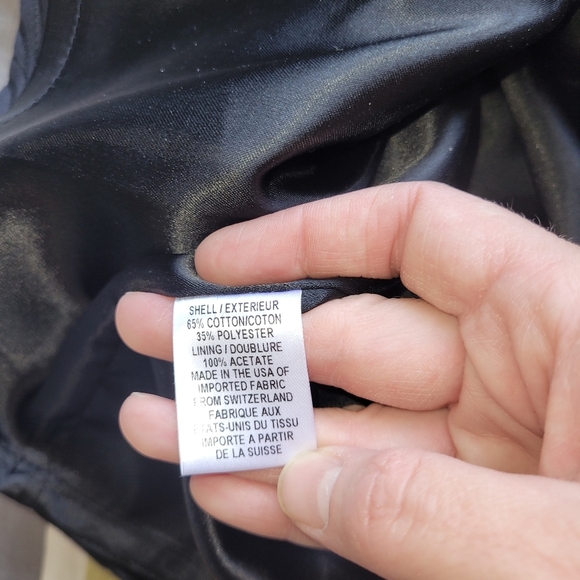 SHELL / EXTERIEUR
65% COTTON/COTON
35% POLYESTER
LINING / DOUBLURE
100% ACETATE
MADE IN THE USA OF
IMPORTED FABRIC
FROM SWITZERLAND
FABRIQUE AUX
ETATS-UNIS DU TISSU
IMPORTE A PARTIR
DE LA SUISSE